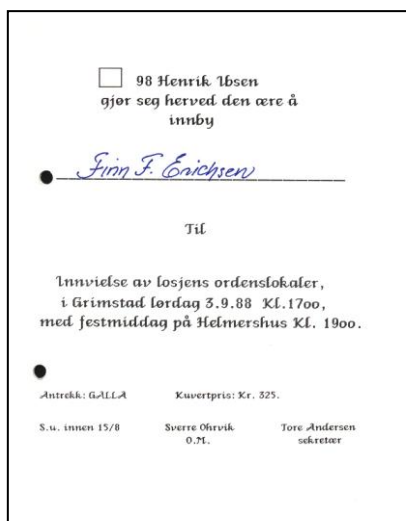 98 Henrik Ibsen
gjør seg herved den ære å
innby
Finn F. Erichsen
Til
Innvielse av losjens ordenslokaler,
i Grimstad lørdag 3.9.88 Kl.17oo,
med festmiddag på Helmershus Kl. 19oo.
Antrekk: GALLA Kuvertpris: Kr. 325.
S.u. innen 15/8 Sverre Ohrvik Tore Andersen
O.M. sekretær